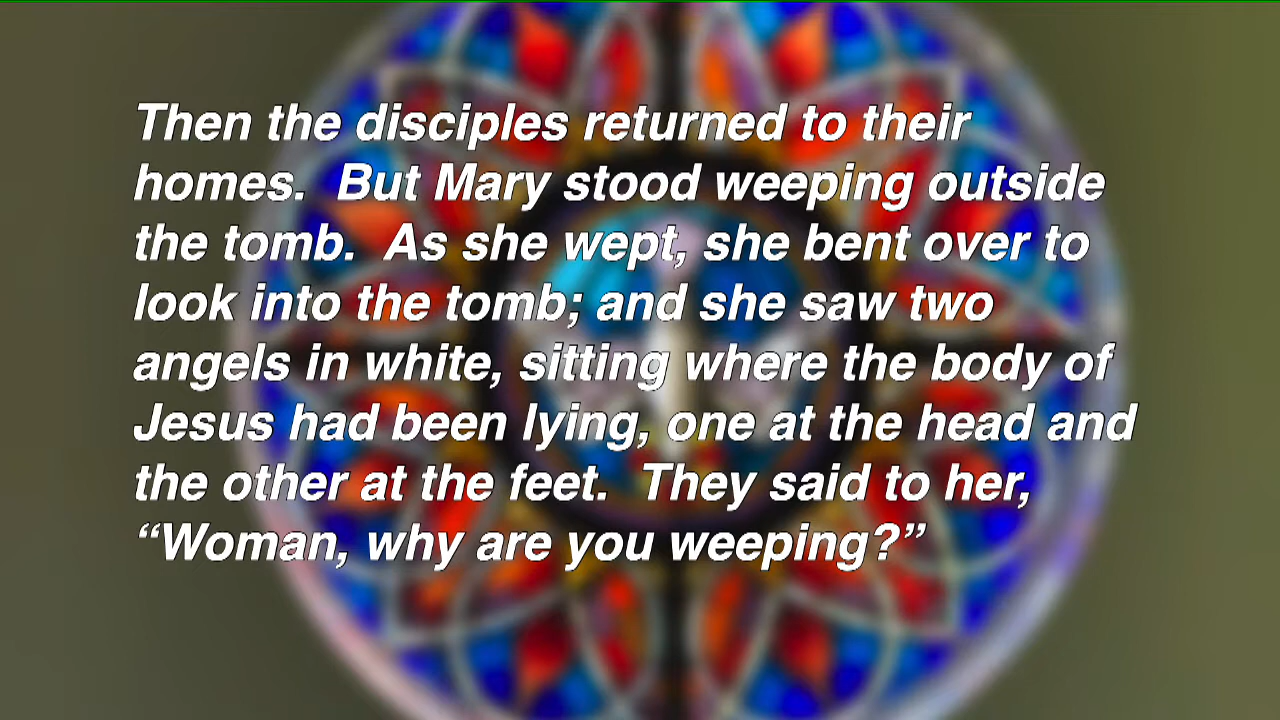 Then the disciples returned to their
homes.  But Mary stood weeping outside
the tomb.  As she wept, she bent over to
look into the tomb; and she saw two
angels in white, sitting where the body of
Jesus had been lying, one at the head and
the other at the feet.  They said to her,
“Woman, why are you weeping?”